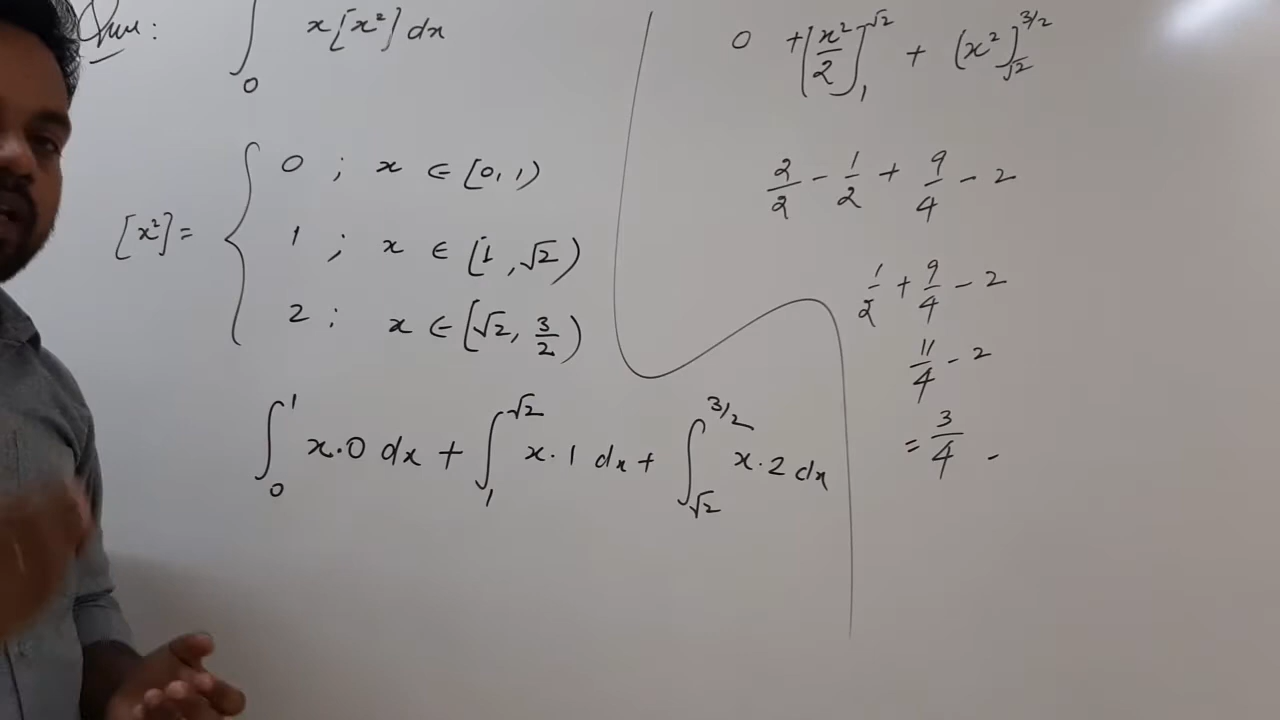 Ans:
∫₀ x[x²] dx
[x²] = { 0 ; x ∈ [0, 1)
1 ; x ∈ [1, √2)
2 ; x ∈ [√2, 3/2)
∫₀¹ x·0 dx + ∫₁^√2 x·1 dx + ∫_√2^3/2 x·2 dx
0 + [x²/2]₁^√2 + (x²]_√2^3/2
2/2 - 1/2 + 9/4 - 2
1/2 + 9/4 - 2
11/4 - 2
= 3/4 -